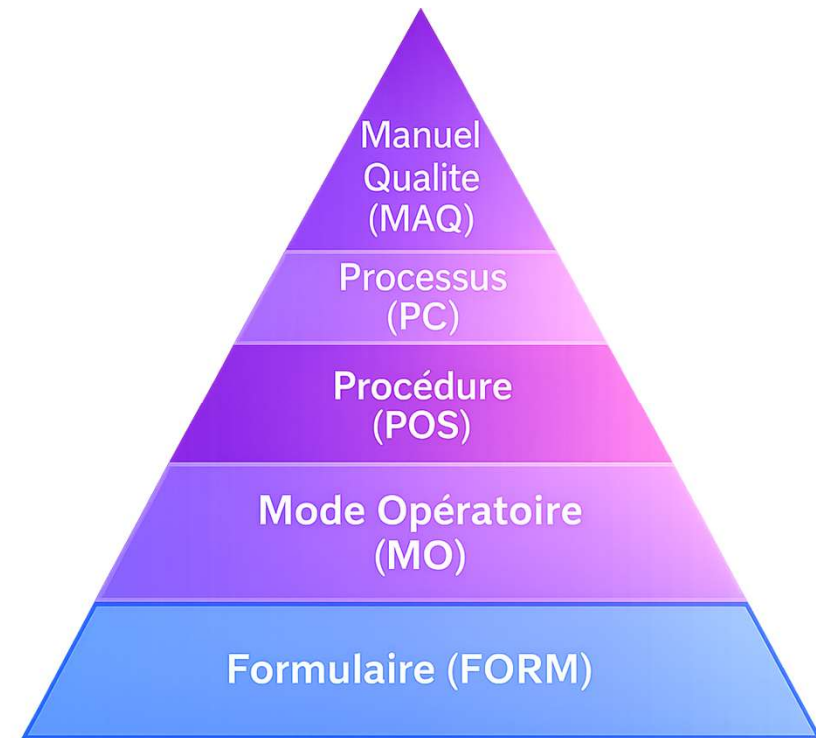 Manuel
Qualite
(MAQ)
Processus
(PC)
Procédure
(POS)
Mode Opératoire
(MO)
Formulaire (FORM)